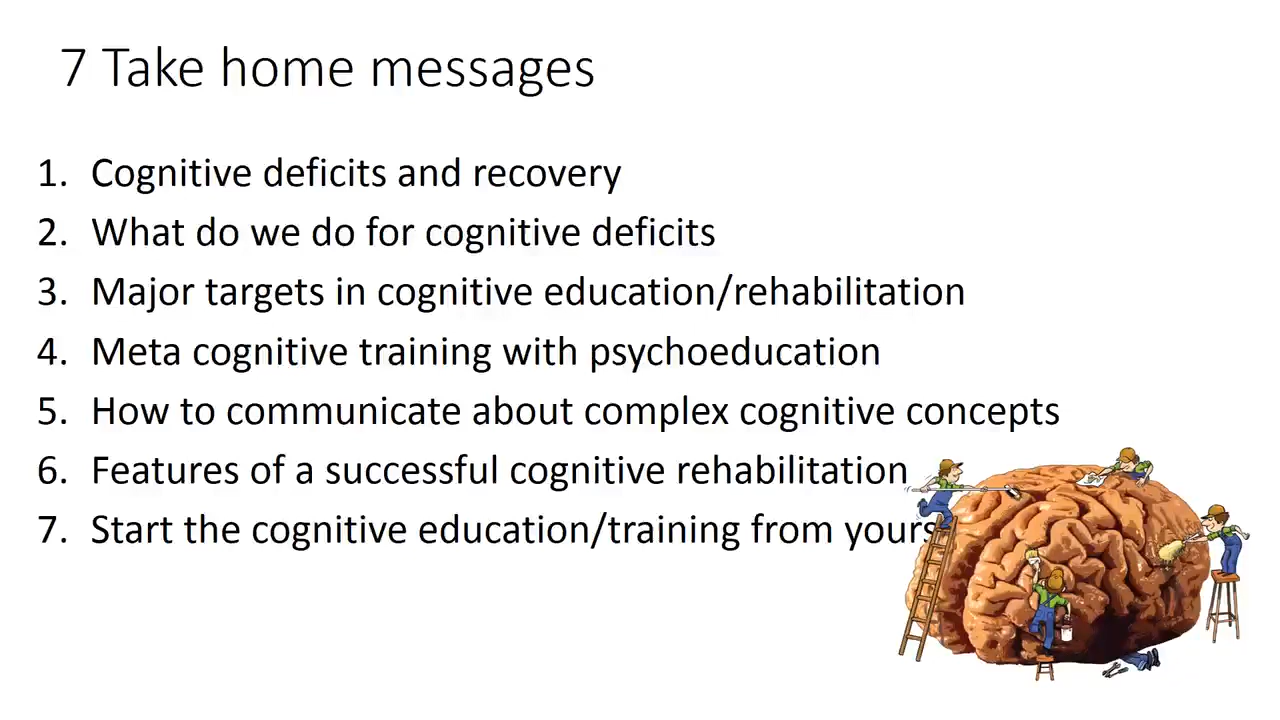 7 Take home messages
1. Cognitive deficits and recovery
2. What do we do for cognitive deficits
3. Major targets in cognitive education/rehabilitation
4. Meta cognitive training with psychoeducation
5. How to communicate about complex cognitive concepts
6. Features of a successful cognitive rehabilitation
7. Start the cognitive education/training from